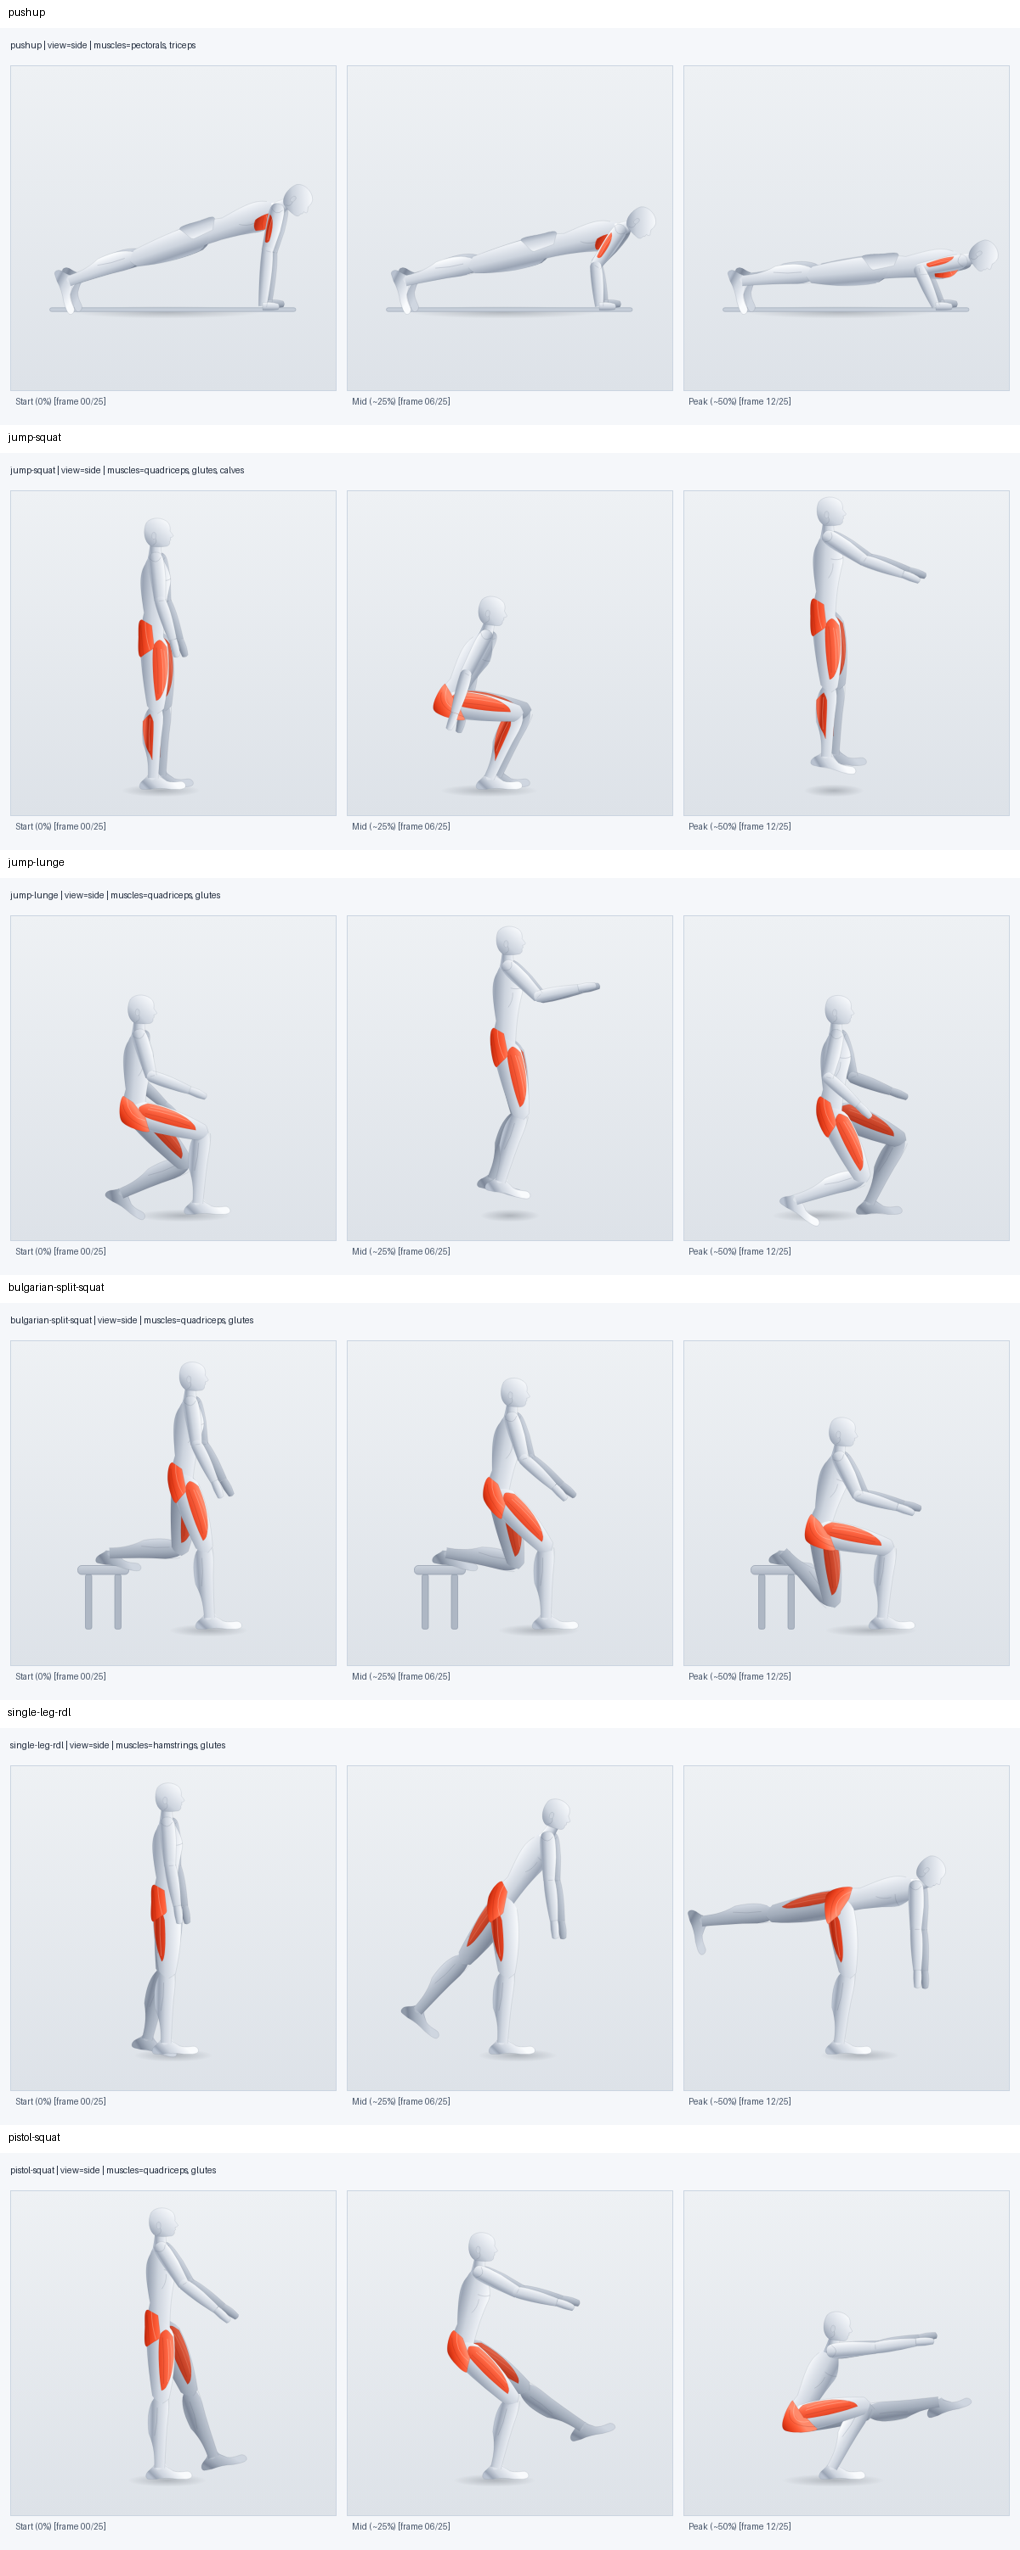 pushup
pushup | view=side | muscles=pectorals, triceps
Start (0%) [frame 00/25]
Mid (~25%) [frame 06/25]
Peak (~50%) [frame 12/25]
jump-squat
jump-squat | view=side | muscles=quadriceps, glutes, calves
Start (0%) [frame 00/25]
Mid (~25%) [frame 06/25]
Peak (~50%) [frame 12/25]
jump-lunge
jump-lunge | view=side | muscles=quadriceps, glutes
Start (0%) [frame 00/25]
Mid (~25%) [frame 06/25]
Peak (~50%) [frame 12/25]
bulgarian-split-squat
bulgarian-split-squat | view=side | muscles=quadriceps, glutes
Start (0%) [frame 00/25]
Mid (~25%) [frame 06/25]
Peak (~50%) [frame 12/25]
single-leg-rdl
single-leg-rdl | view=side | muscles=hamstrings, glutes
Start (0%) [frame 00/25]
Mid (~25%) [frame 06/25]
Peak (~50%) [frame 12/25]
pistol-squat
pistol-squat | view=side | muscles=quadriceps, glutes
Start (0%) [frame 00/25]
Mid (~25%) [frame 06/25]
Peak (~50%) [frame 12/25]